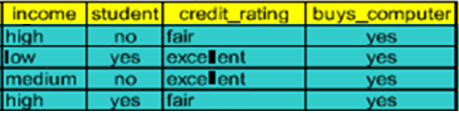 income student credit_rating buys_computer
high no fair yes
low yes excellent yes
medium no excellent yes
high yes fair yes